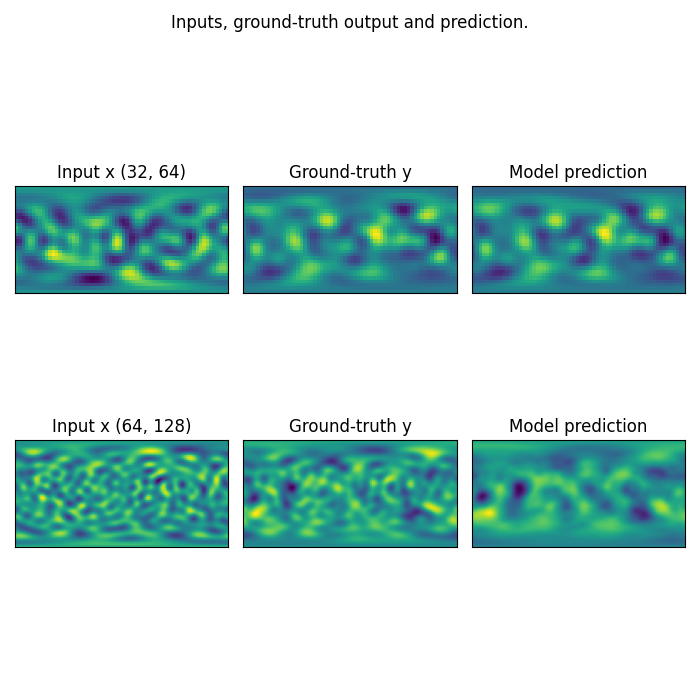 Inputs, ground-truth output and prediction.
Input x (32, 64)
Ground-truth y
Model prediction
Input x (64, 128)
Ground-truth y
Model prediction